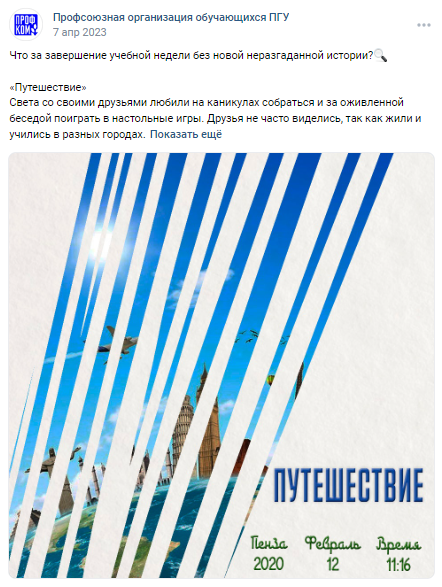 ПРОФ
КОМ
Профсоюзная организация обучающихся ПГУ
7 апр 2023
Что за завершение учебной недели без новой неразгаданной истории?🔍
«Путешествие»
Света со своими друзьями любили на каникулах собраться и за оживленной
беседой поиграть в настольные игры. Друзья не часто виделись, так как жили и
учились в разных городах. Показать ещё
ПУТЕШЕСТВИЕ
Пенза Февраль Время
2020 12 11:16